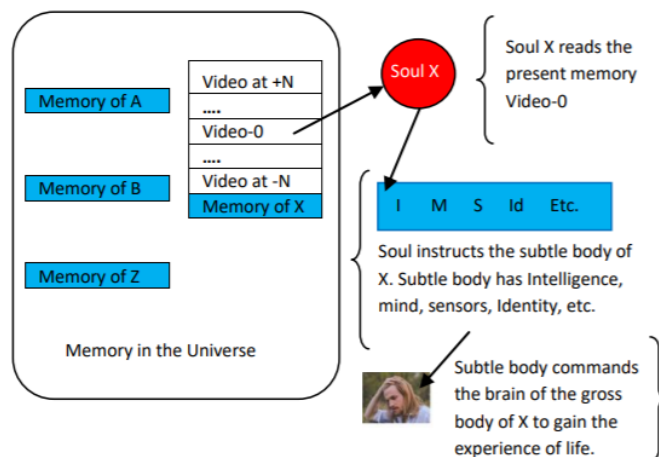 Memory of A
Memory of B
Memory of Z
Video at +N
....
Video-0
....
Video at -N
Memory of X
Memory in the Universe
Soul X
Soul X reads the
present memory
Video-0
I M S Id Etc.
Soul instructs the subtle body of
X. Subtle body has Intelligence,
mind, sensors, Identity, etc.
Subtle body commands
the brain of the gross
body of X to gain the
experience of life.